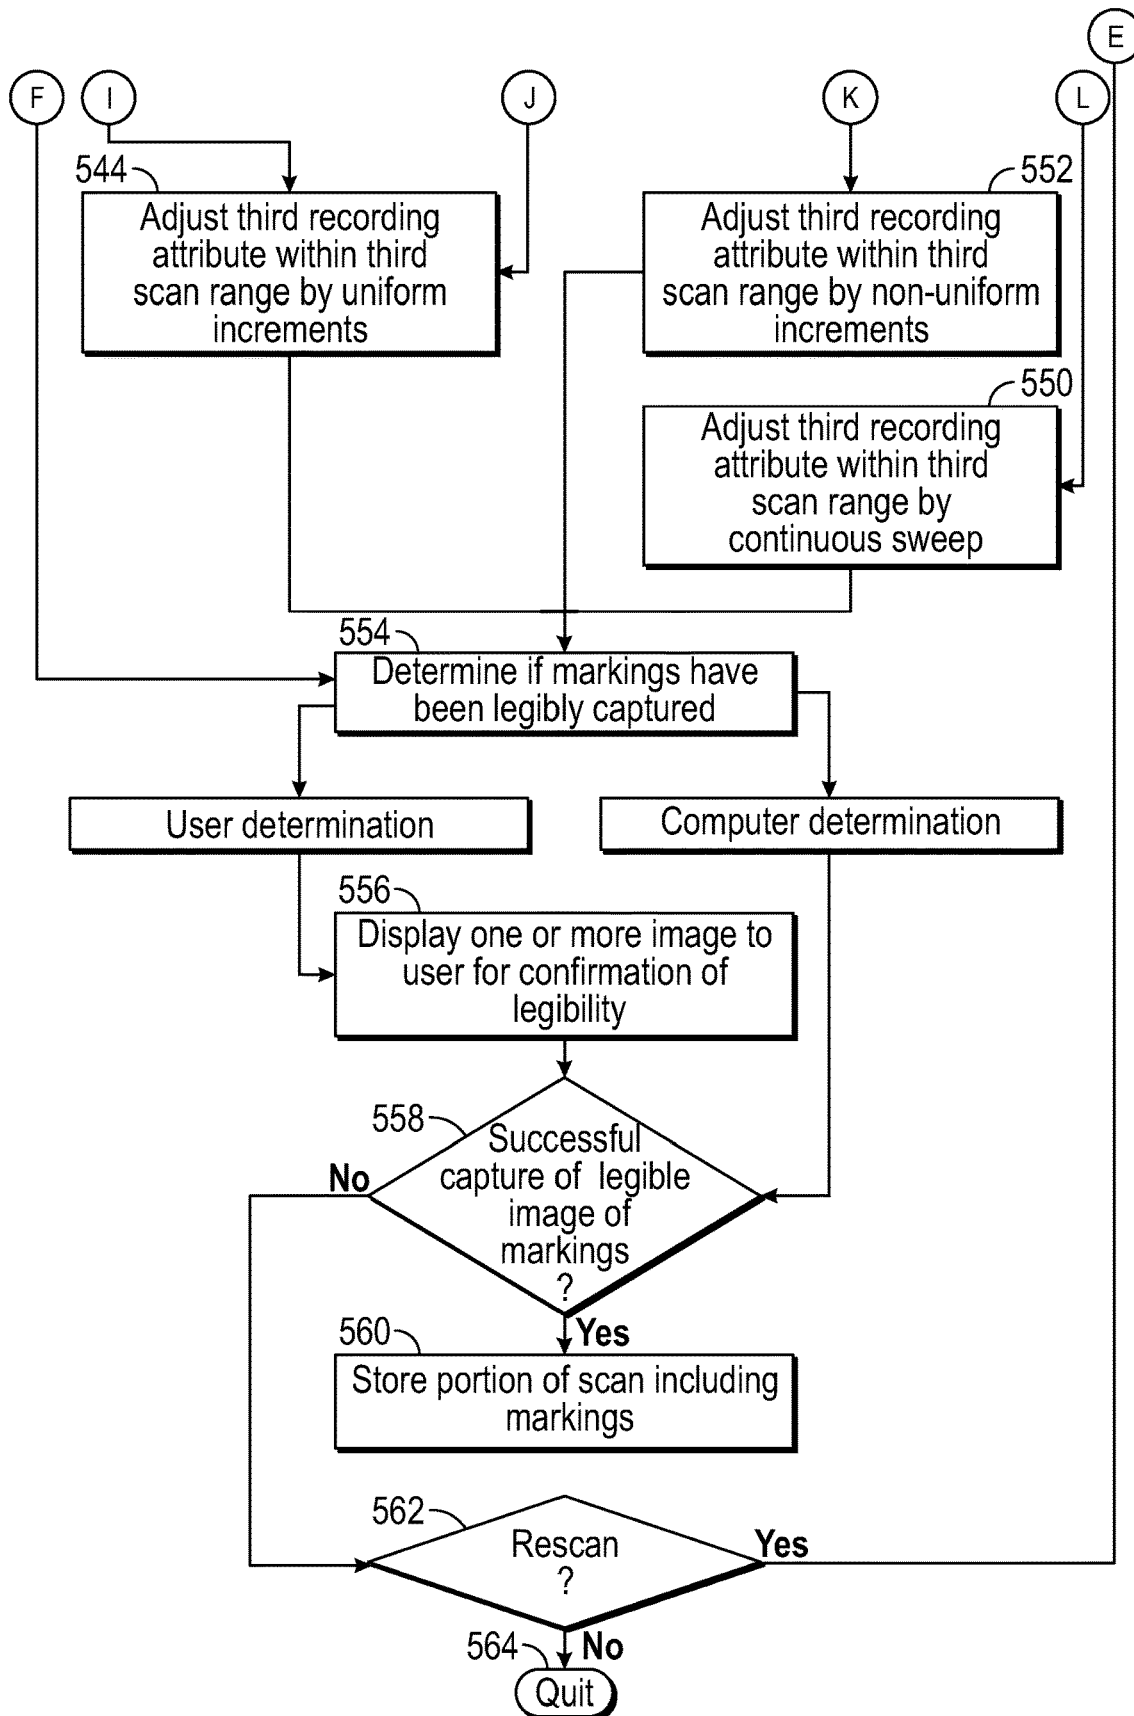 E
F
I
J
K
L
544
Adjust third recording
attribute within third
scan range by uniform
increments
552
Adjust third recording
attribute within third
scan range by non-uniform
increments
550
Adjust third recording
attribute within third
scan range by
continuous sweep
554
Determine if markings have
been legibly captured
User determination
Computer determination
556
Display one or more image to
user for confirmation of
legibility
558
Successful
capture of legible
image of
markings
?
No
Yes
560
Store portion of scan including
markings
562
Rescan
?
Yes
No
564
Quit